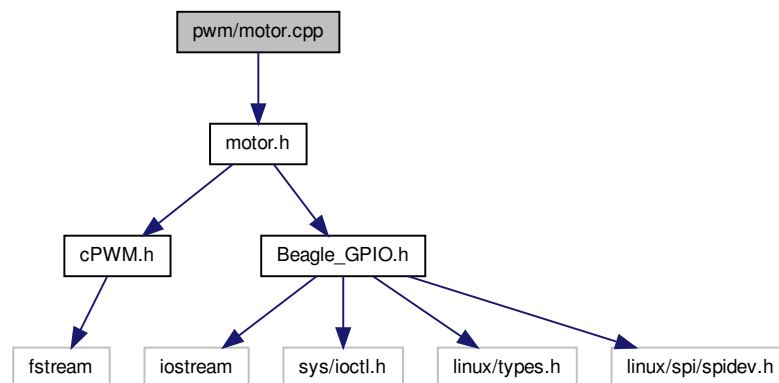 pwm/motor.cpp
motor.h
cPWM.h
Beagle_GPIO.h
fstream
iostream
sys/ioctl.h
linux/types.h
linux/spi/spidev.h